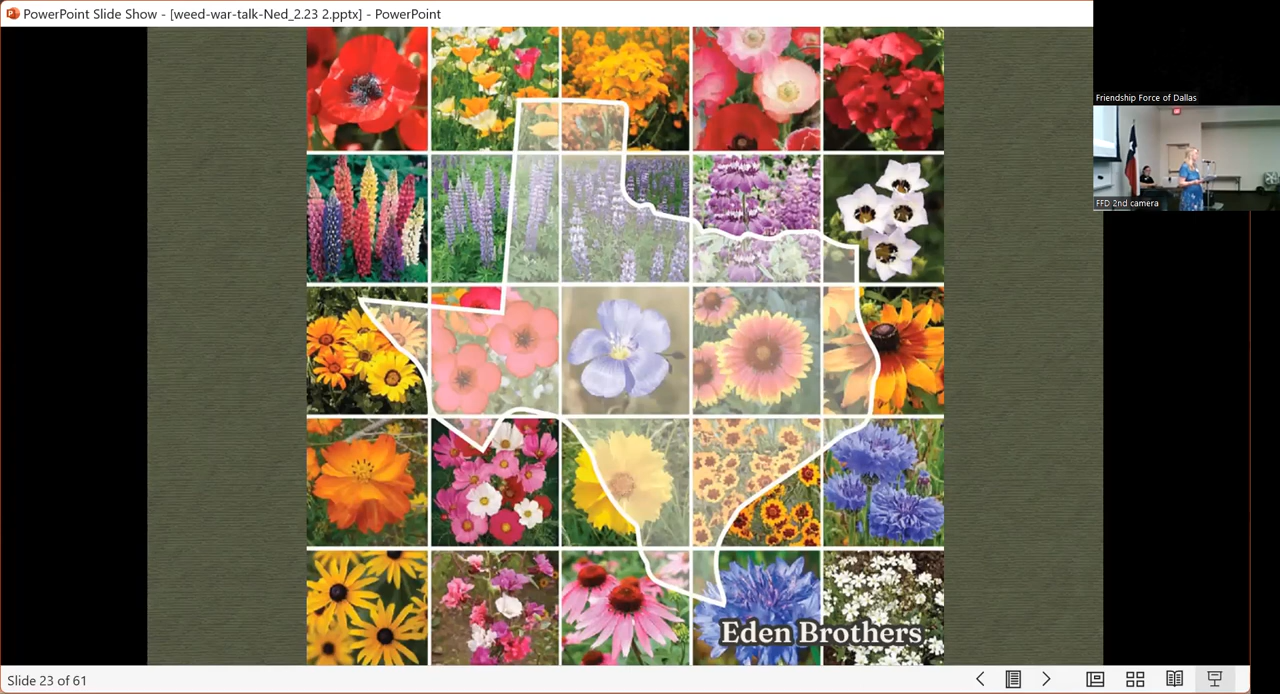 PowerPoint Slide Show - [weed-war-talk-Ned_2.23 2.pptx] - PowerPoint
Friendship Force of Dallas
FFD 2nd camera
Eden Brothers
Slide 23 of 61